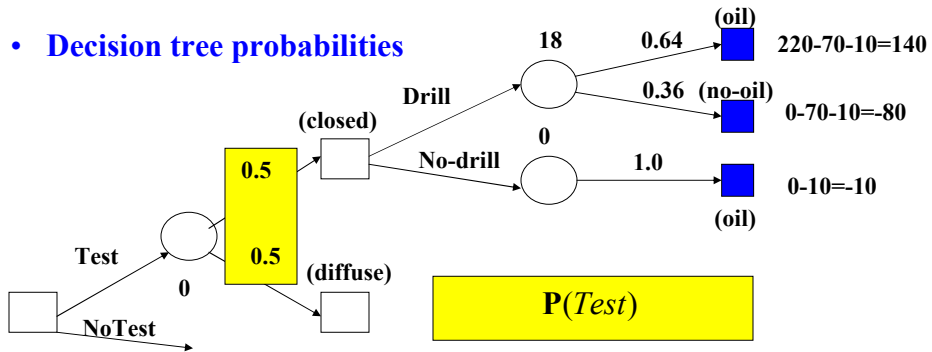 • Decision tree probabilities
(oil)
18
0.64
220-70-10=140
Drill
0.36
(no-oil)
0-70-10=-80
(closed)
0
No-drill
1.0
0-10=-10
(oil)
0.5
0.5
Test
0
(diffuse)
NoTest
P(Test)